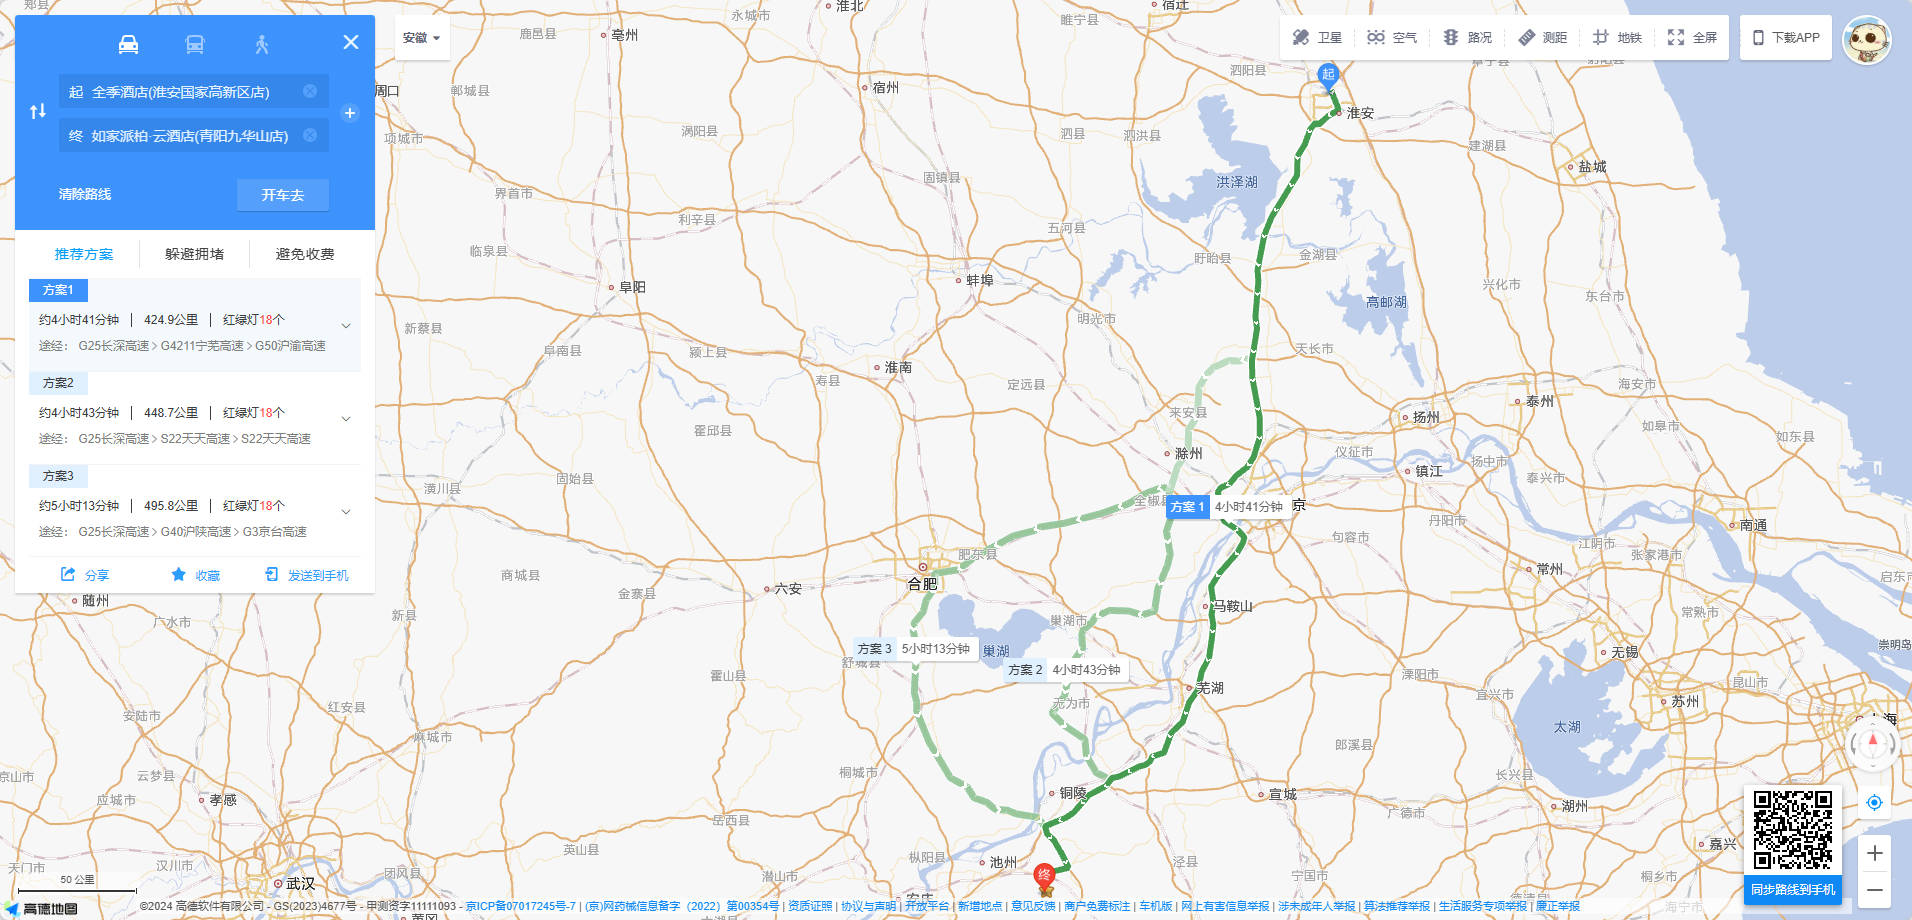 起 全季酒店(淮安国家高新区店)
终 如家派柏·云酒店(青阳九华山店)
清除路线
开车去
推荐方案
躲避拥堵
避免收费
方案1
约4小时41分钟 | 424.9公里 | 红绿灯18个
途经： G25长深高速 > G4211宁芜高速 > G50沪渝高速
方案2
约4小时43分钟 | 448.7公里 | 红绿灯18个
途经： G25长深高速 > S22天天高速 > S22天天高速
方案3
约5小时13分钟 | 495.8公里 | 红绿灯18个
途经： G25长深高速 > G40沪陕高速 > G3京台高速
分享
收藏
发送到手机
安徽
卫星
空气
路况
测距
地铁
全屏
下载APP
淮北
永城市
睢宁县
宿迁
鹿邑县
亳州
周口
郸城县
宿州
泗阳县
起
淮安
项城市
涡阳县
泗县
泗洪县
建湖县
盐城
界首市
固镇县
洪泽湖
利辛县
五河县
临泉县
盱眙县
金湖县
阜阳
蚌埠
兴化市
东台市
高邮湖
新蔡县
明光市
阜南县
颍上县
天长市
淮南
寿县
定远县
海安市
来安县
泰州
扬州
霍邱县
如皋市
如东县
滁州
仪征市
扬中市
镇江
潢川县
固始县
泰兴市
全椒县
方案 1 4小时41分钟
京
丹阳市
南通
句容市
江阴市
张家港市
肥东县
常州
启东市
商城县
合肥
六安
金寨县
随州
马鞍山
常熟市
广水市
新县
巢湖市
方案 3 5小时13分钟
巢湖
无锡
崇明岛
舒城县
方案 2 4小时43分钟
霍山县
溧阳市
昆山市
芜湖
宜兴市
红安县
无为市
苏州
安陆市
上海
太湖
麻城市
郎溪县
京山市
云梦县
桐城市
长兴县
应城市
孝感
铜陵
宣城
湖州
岳西县
广德市
嘉兴
英山县
枞阳县
池州
泾县
天门市
汉川市
团风县
潜山市
终
宁国市
桐乡市
50 公里
武汉
安庆
同步路线到手机
高德地图
©2024 高德软件有限公司 - GS(2023)4677号 - 甲测资字11111093 - 京ICP备07017245号-7 | (京)网药械信息备字（2022）第00354号 | 资质证照 | 协议与声明 | 开放平台 | 新增地点 | 意见反馈 | 商户免费标注 | 车机版 | 网上有害信息举报 | 涉未成年人举报 | 算法推荐举报 | 生活服务专项举报 | 廉正举报
海宁市
黄冈